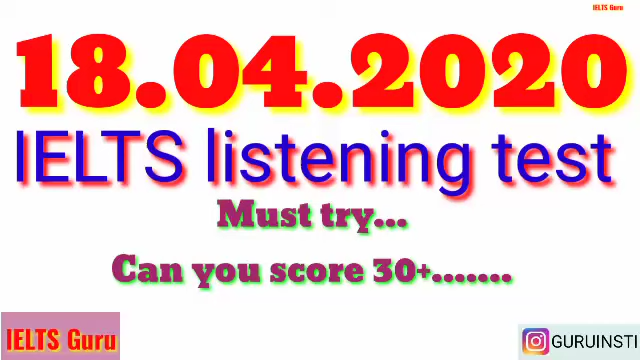 IELTS Guru
18.04.2020
IELTS listening test
Must try...
Can you score 30+.......
IELTS Guru
GURUINSTI